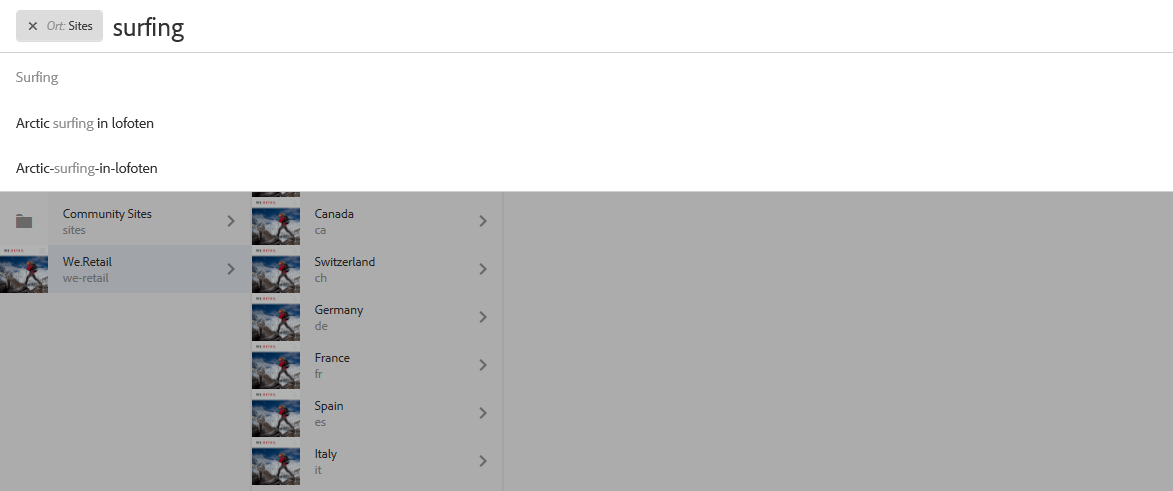 Ort: Sites surfing
Surfing
Arctic surfing in lofoten
Arctic-surfing-in-lofoten
Community Sites
sites
We.Retail
we-retail
Canada
ca
Switzerland
ch
Germany
de
France
fr
Spain
es
Italy
it